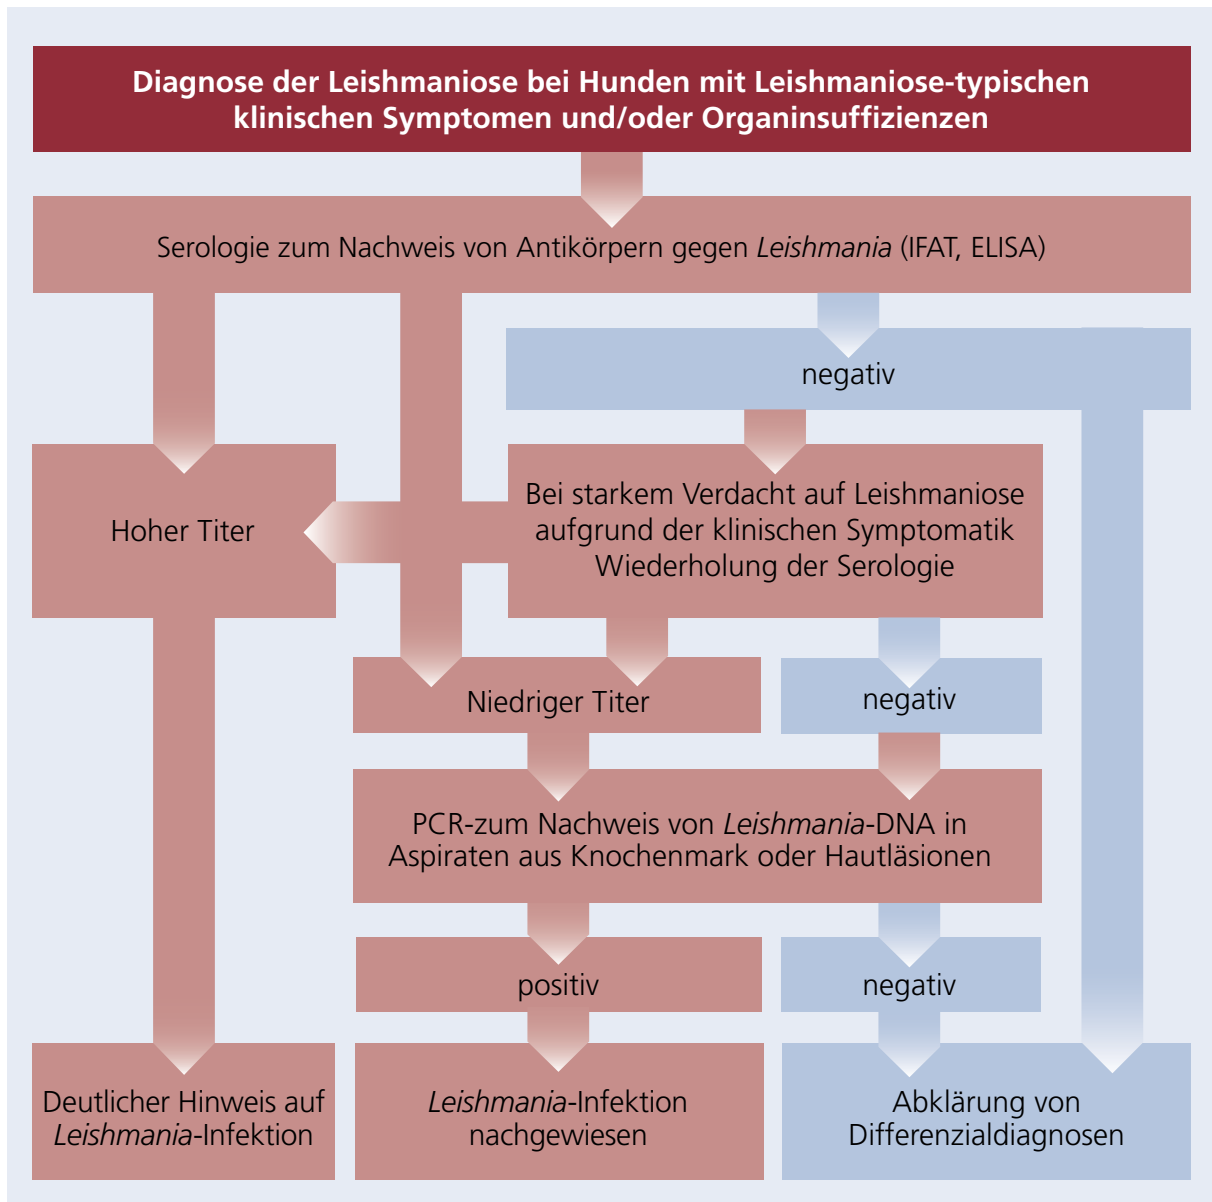 Diagnose der Leishmaniose bei Hunden mit Leishmaniose-typischen
klinischen Symptomen und/oder Organinsuffizienzen
Serologie zum Nachweis von Antikörpern gegen Leishmania (IFAT, ELISA)
negativ
Hoher Titer
Bei starkem Verdacht auf Leishmaniose
aufgrund der klinischen Symptomatik
Wiederholung der Serologie
Niedriger Titer
negativ
PCR-zum Nachweis von Leishmania-DNA in
Aspiraten aus Knochenmark oder Hautläsionen
positiv
negativ
Deutlicher Hinweis auf
Leishmania-Infektion
Leishmania-Infektion
nachgewiesen
Abklärung von
Differenzialdiagnosen